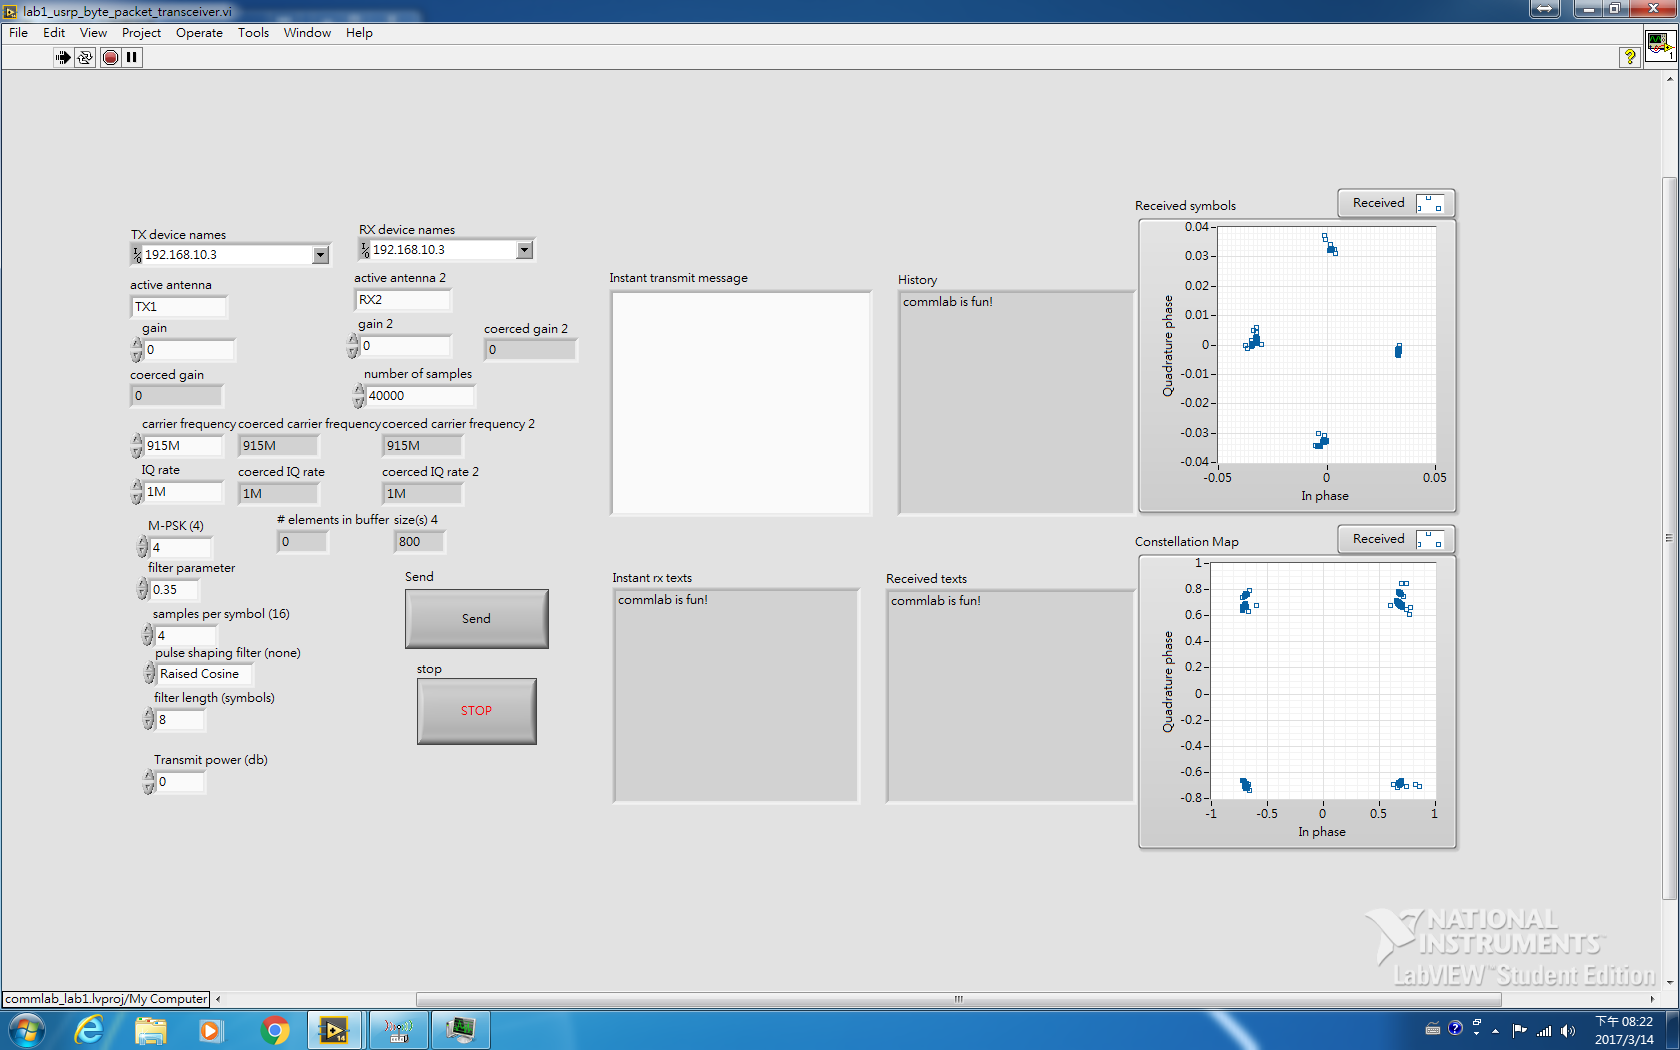 lab1_usrp_byte_packet_transceiver.vi
File Edit View Project Operate Tools Window Help
TX device names
192.168.10.3
active antenna
TX1
gain
0
coerced gain
0
RX device names
192.168.10.3
active antenna 2
RX2
gain 2
0
coerced gain 2
0
number of samples
40000
carrier frequency coerced carrier frequency coerced carrier frequency 2
915M 915M 915M
IQ rate coerced IQ rate coerced IQ rate 2
1M 1M 1M
M-PSK (4)
4
# elements in buffer size(s) 4
0 800
filter parameter
0.35
samples per symbol (16)
4
pulse shaping filter (none)
Raised Cosine
filter length (symbols)
8
Transmit power (db)
0
Send
Send
stop
STOP
Instant transmit message
History
commlab is fun!
Instant rx texts
commlab is fun!
Received texts
commlab is fun!
Received symbols
Received
Quadrature phase
0.04
0.03
0.02
0.01
0
-0.01
-0.02
-0.03
-0.04
-0.05 0 0.05
In phase
Constellation Map
Received
Quadrature phase
1
0.8
0.6
0.4
0.2
0
-0.2
-0.4
-0.6
-0.8
-1 -0.5 0 0.5 1
In phase
NATIONAL
INSTRUMENTS™
LabVIEW™ Student Edition
commlab_lab1.lvproj/My Computer
14
下午 08:22
2017/3/14